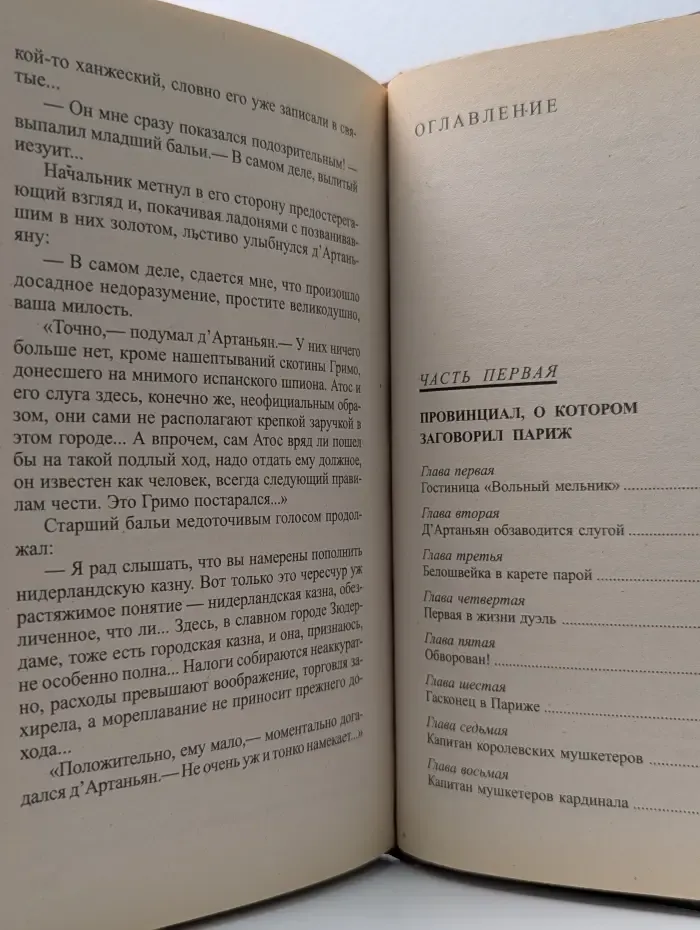 кой-то ханжеский, словно его уже записали в свя-
тые...
— Он мне сразу показался подозрительным! —
выпалил младший бальи.— В самом деле, вылитый
иезуит...
Начальник метнул в его сторону предостерега-
ющий взгляд и, покачивая ладонями с позванивав-
шим в них золотом, льстиво улыбнулся д’Артань-
яну:
— В самом деле, сдается мне, что произошло
досадное недоразумение, простите великодушно,
ваша милость.
«Точно,— подумал д’Артаньян.— У них ничего
больше нет, кроме нашептываний скотины Гримо,
донесшего на мнимого испанского шпиона. Атос и
его слуга здесь, конечно же, неофициальным обра-
зом, они сами не располагают крепкой заручкой в
этом городе... А впрочем, сам Атос вряд ли пошел
бы на такой подлый ход, надо отдать ему должное,
он известен как человек, всегда следующий прави-
лам чести. Это Гримо постарался...»
Старший бальи медоточивым голосом продол-
жал:
— Я рад слышать, что вы намерены пополнить
нидерландскую казну. Вот только это чересчур уж
растяжимое понятие — нидерландская казна, обез-
личенное, что ли... Здесь, в славном городе Зюдер-
даме, тоже есть городская казна, и она, признаюсь,
не особенно полна... Налоги собираются неаккурат-
но, расходы превышают воображение, торговля за-
хирела, а мореплавание не приносит прежнего до-
хода...
«Положительно, ему мало,— моментально дога-
дался д’Артаньян.— Не очень уж и тонко намекает...»
ОГЛАВЛЕНИЕ
ЧАСТЬ ПЕРВАЯ
ПРОВИНЦИАЛ, О КОТОРОМ
ЗАГОВОРИЛ ПАРИЖ
Глава первая
Гостиница «Вольный мельник»
Глава вторая
Д’Артаньян обзаводится слугой
Глава третья
Белошвейка в карете парой
Глава четвертая
Первая в жизни дуэль
Глава пятая
Обворован!
Глава шестая
Гасконец в Париже
Глава седьмая
Капитан королевских мушкетеров
Глава восьмая
Капитан мушкетеров кардинала